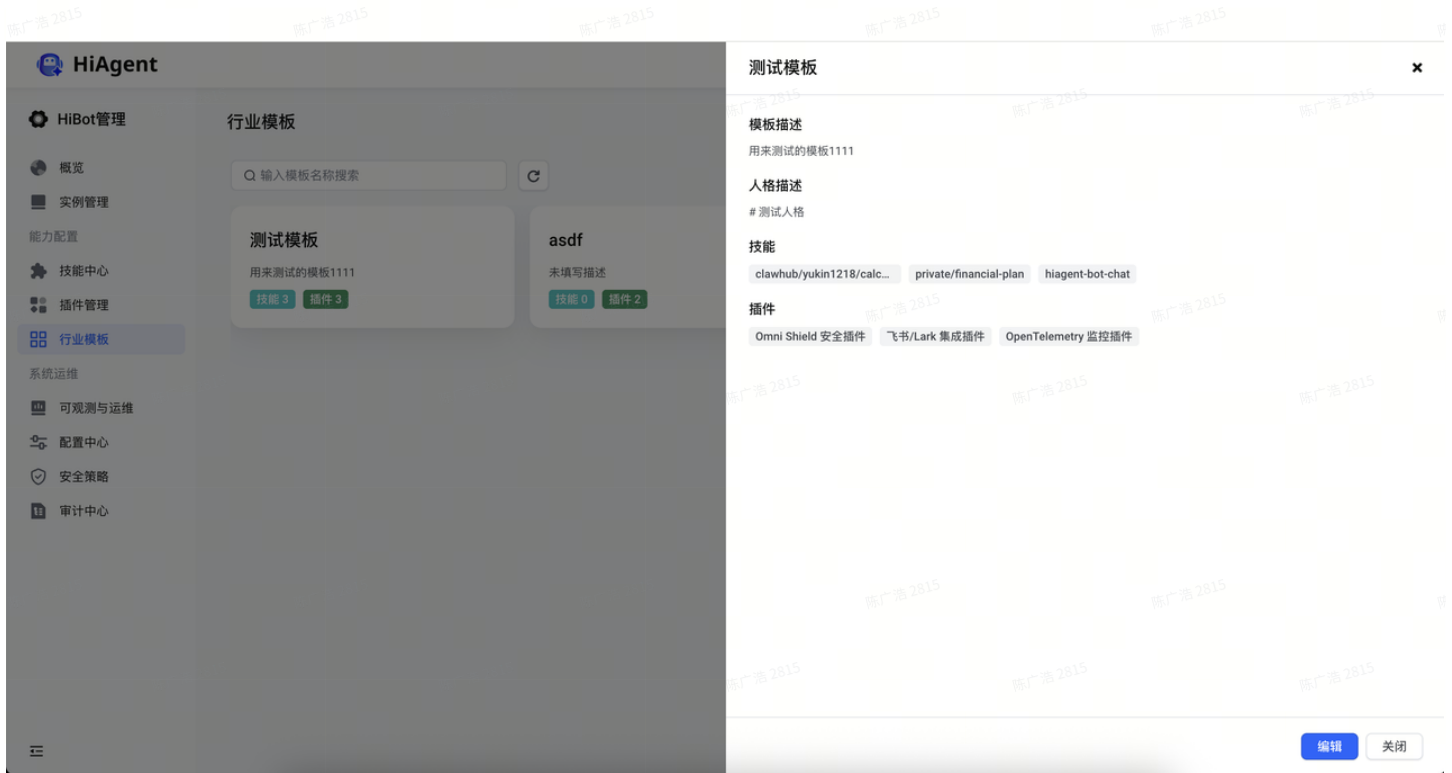 HiAgent
HiBot管理
概览
实例管理
能力配置
技能中心
插件管理
行业模板
系统运维
可观测与运维
配置中心
安全策略
审计中心
行业模板
输入模板名称搜索
测试模板
用来测试的模板1111
技能 3 插件 3
asdf
未填写描述
技能 0 插件 2
测试模板
模板描述
用来测试的模板1111
人格描述
# 测试人格
技能
clawhub/yukin1218/calc... private/financial-plan hiagent-bot-chat
插件
Omni Shield 安全插件 飞书/Lark 集成插件 OpenTelemetry 监控插件
编辑 关闭
陈广浩 2815